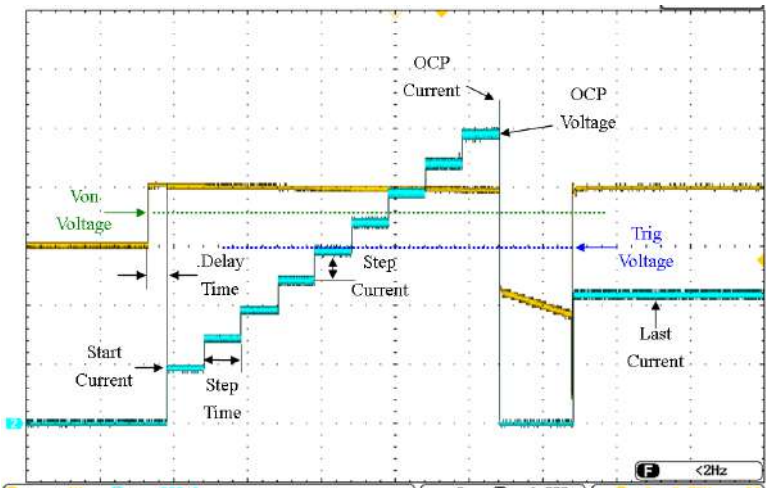 OCP
Current
OCP
Voltage
Von
Voltage
Trig
Voltage
Delay
Time
Step
Current
Start
Current
Step
Time
Last
Current
2
F <2Hz